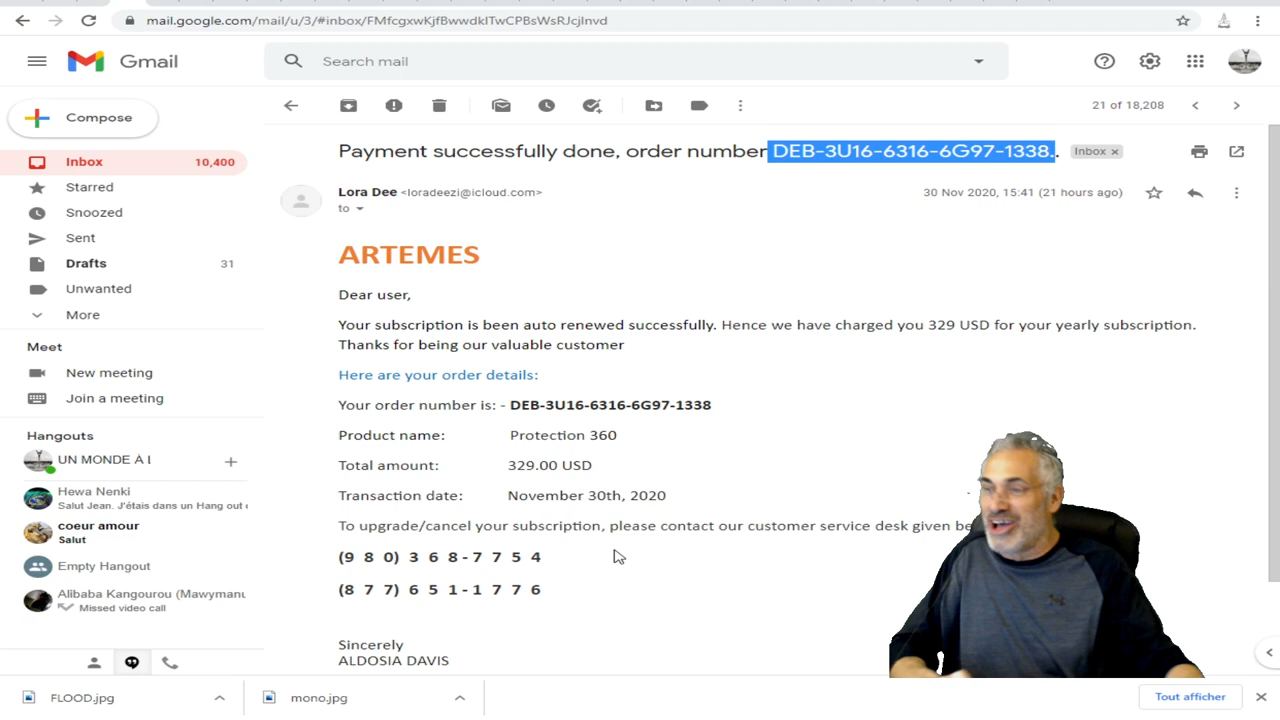 mail.google.com/mail/u/3/#inbox/FMfcgxwKjfBwwdkITwCPBsWsRJcjlnvd
Gmail
Search mail
Compose
21 of 18,208
Payment successfully done, order number DEB-3U16-6316-6G97-1338..
Inbox ×
Inbox 10,400
Starred
Snoozed
Sent
Drafts 31
Unwanted
More
Meet
New meeting
Join a meeting
Hangouts
UN MONDE À L
Hewa Nenki
Salut Jean. J'étais dans un Hang out
coeur amour
Salut
Empty Hangout
Alibaba Kangourou (Mawymanu
Missed video call
Lora Dee <loradeezi@icloud.com>
30 Nov 2020, 15:41 (21 hours ago)
to
ARTEMES
Dear user,
Your subscription is been auto renewed successfully. Hence we have charged you 329 USD for your yearly subscription.
Thanks for being our valuable customer
Here are your order details:
Your order number is: - DEB-3U16-6316-6G97-1338
Product name: Protection 360
Total amount: 329.00 USD
Transaction date: November 30th, 2020
To upgrade/cancel your subscription, please contact our customer service desk given
(9 8 0) 3 6 8 - 7 7 5 4
(8 7 7) 6 5 1 - 1 7 7 6
Sincerely
ALDOSIA DAVIS
FLOOD.jpg
mono.jpg
Tout afficher